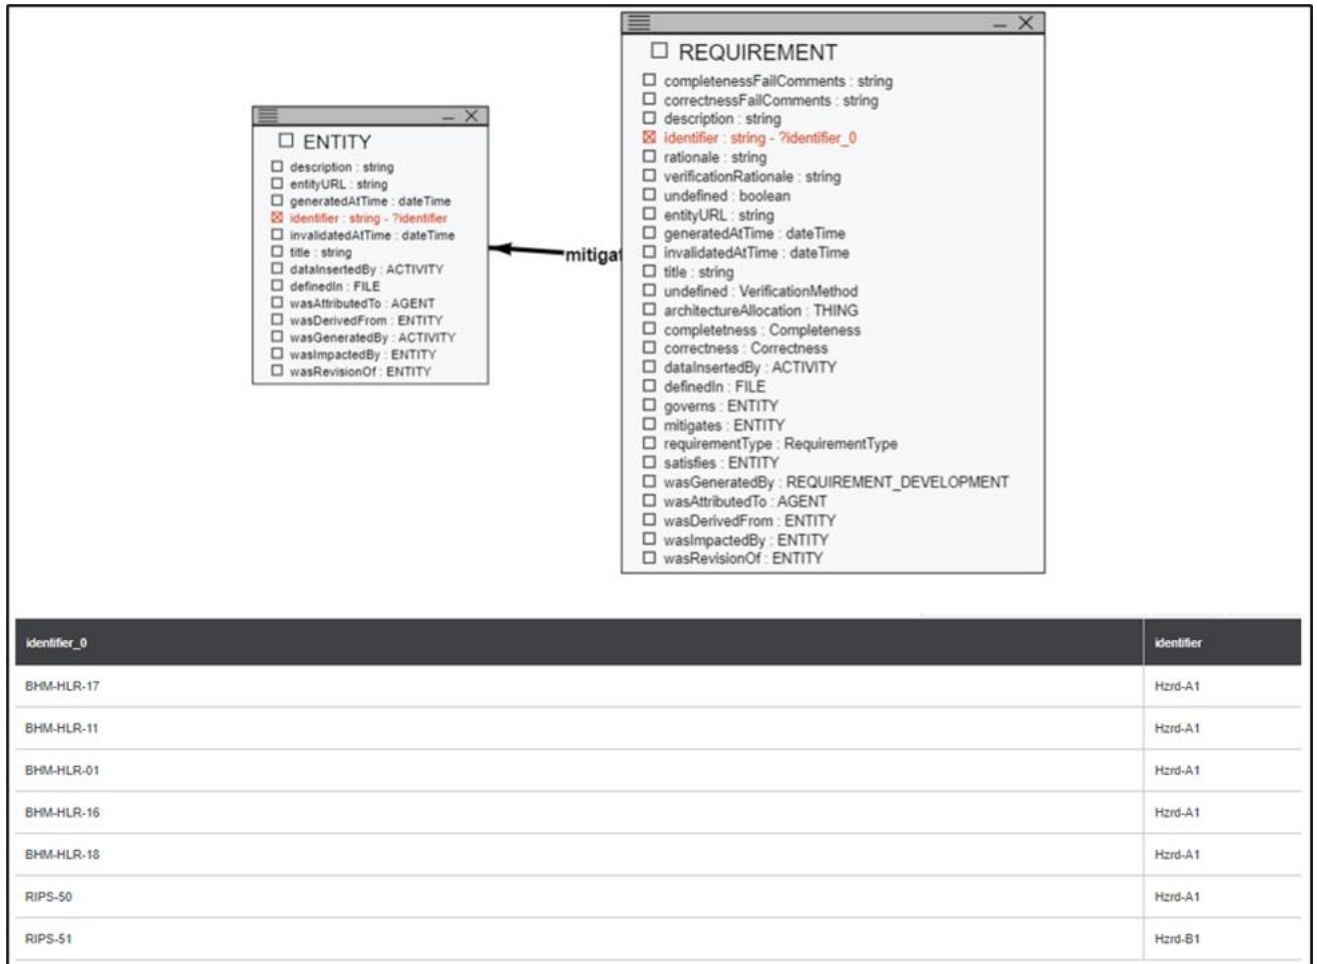 ENTITY
description : string
entityURL : string
generatedAtTime : dateTime
identifier : string - ?identifier
invalidatedAtTime : dateTime
title : string
dataInsertedBy : ACTIVITY
definedIn : FILE
wasAttributedTo : AGENT
wasDerivedFrom : ENTITY
wasGeneratedBy : ACTIVITY
wasImpactedBy : ENTITY
wasRevisionOf : ENTITY
mitigat
REQUIREMENT
completenessFailComments : string
correctnessFailComments : string
description : string
identifier : string - ?identifier_0
rationale : string
verificationRationale : string
undefined : boolean
entityURL : string
generatedAtTime : dateTime
invalidatedAtTime : dateTime
title : string
undefined : VerificationMethod
architectureAllocation : THING
completetness : Completeness
correctness : Correctness
dataInsertedBy : ACTIVITY
definedIn : FILE
governs : ENTITY
mitigates : ENTITY
requirementType : RequirementType
satisfies : ENTITY
wasGeneratedBy : REQUIREMENT_DEVELOPMENT
wasAttributedTo : AGENT
wasDerivedFrom : ENTITY
wasImpactedBy : ENTITY
wasRevisionOf : ENTITY
identifier_0 identifier
BHM-HLR-17 Hzrd-A1
BHM-HLR-11 Hzrd-A1
BHM-HLR-01 Hzrd-A1
BHM-HLR-16 Hzrd-A1
BHM-HLR-18 Hzrd-A1
RIPS-50 Hzrd-A1
RIPS-51 Hzrd-B1